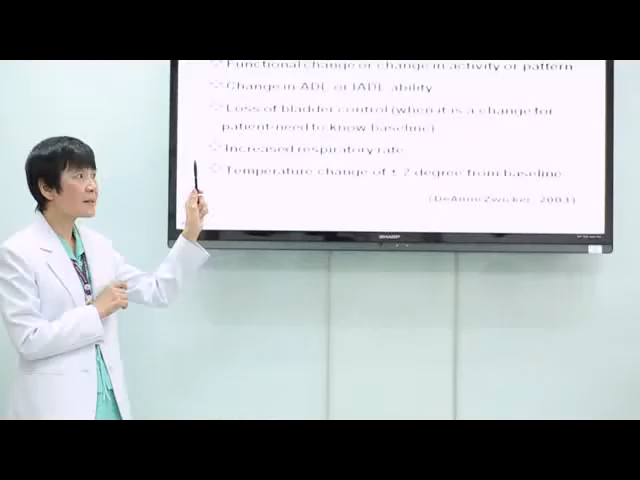 Functional change or change in activity or pattern
Change in ADL or IADL ability
Loss of bladder control (when it is a change for
patient-need to know baseline)
Increased respiratory rate
Temperature change of ± 2 degree from baseline
(DeAnne Zwicker, 2003)
SHARP